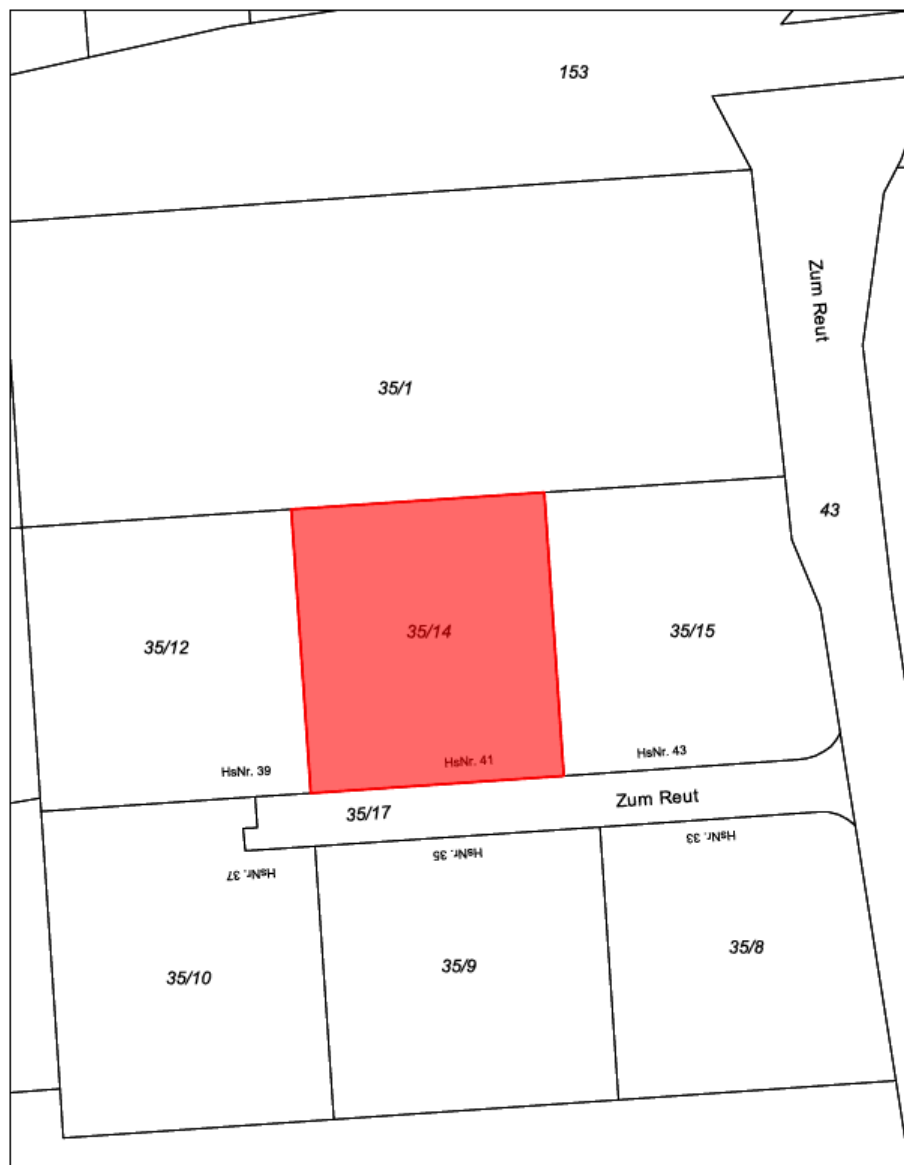 153
Zum Reut
35/1
43
35/12
35/14
35/15
HsNr. 39
HsNr. 41
HsNr. 43
35/17
Zum Reut
HsNr. 37
HsNr. 35
HsNr. 33
35/10
35/9
35/8